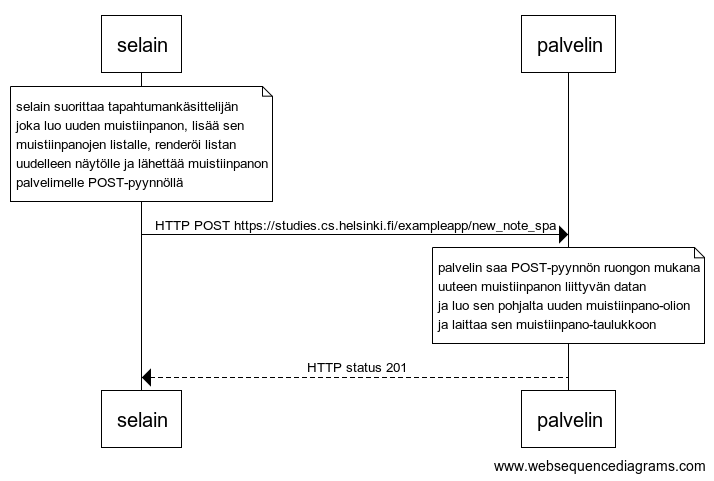 selain
palvelin
selain suorittaa tapahtumankäsittelijän
joka luo uuden muistiinpanon, lisää sen
muistiinpanojen listalle, renderöi listan
uudelleen näytölle ja lähettää muistiinpanon
palvelimelle POST-pyynnöllä
HTTP POST https://studies.cs.helsinki.fi/exampleapp/new_note_spa
palvelin saa POST-pyynnön ruongon mukana
uuteen muistiinpanon liittyvän datan
ja luo sen pohjalta uuden muistiinpano-olion
ja laittaa sen muistiinpano-taulukkoon
HTTP status 201
selain
palvelin
www.websequencediagrams.com